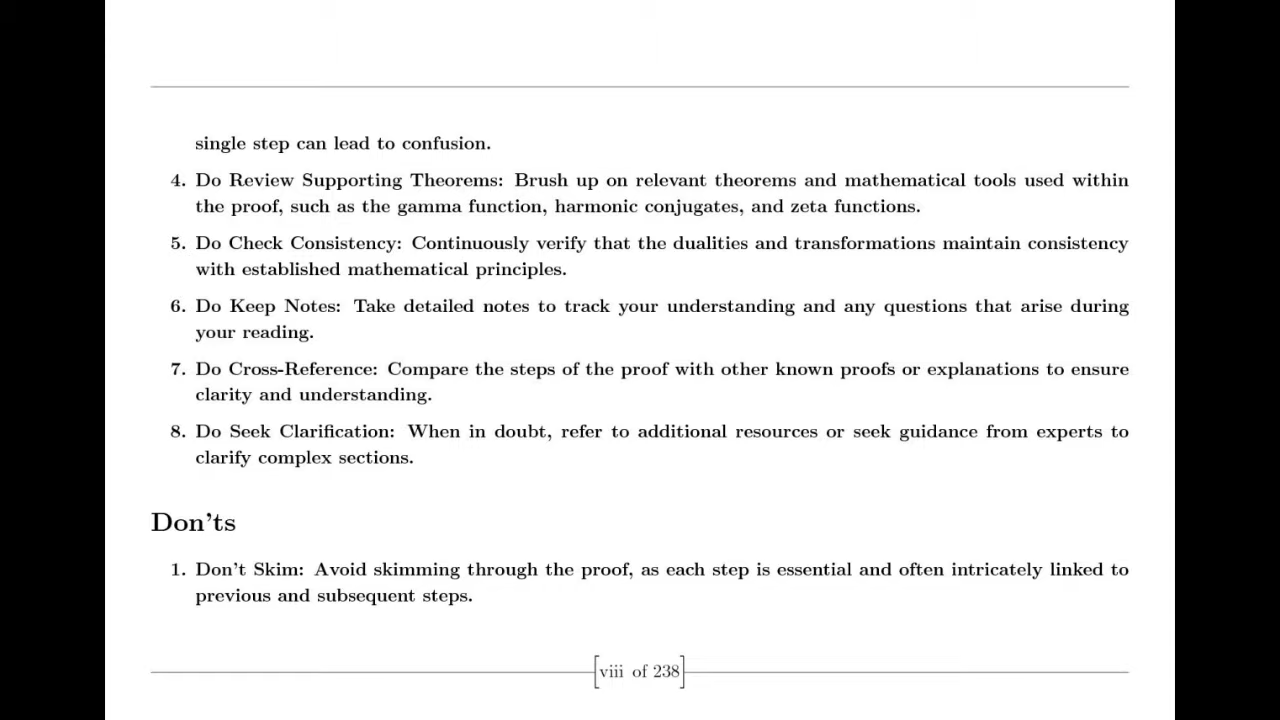 single step can lead to confusion.
4. Do Review Supporting Theorems: Brush up on relevant theorems and mathematical tools used within
the proof, such as the gamma function, harmonic conjugates, and zeta functions.
5. Do Check Consistency: Continuously verify that the dualities and transformations maintain consistency
with established mathematical principles.
6. Do Keep Notes: Take detailed notes to track your understanding and any questions that arise during
your reading.
7. Do Cross-Reference: Compare the steps of the proof with other known proofs or explanations to ensure
clarity and understanding.
8. Do Seek Clarification: When in doubt, refer to additional resources or seek guidance from experts to
clarify complex sections.
Don'ts
1. Don't Skim: Avoid skimming through the proof, as each step is essential and often intricately linked to
previous and subsequent steps.
[viii of 238]